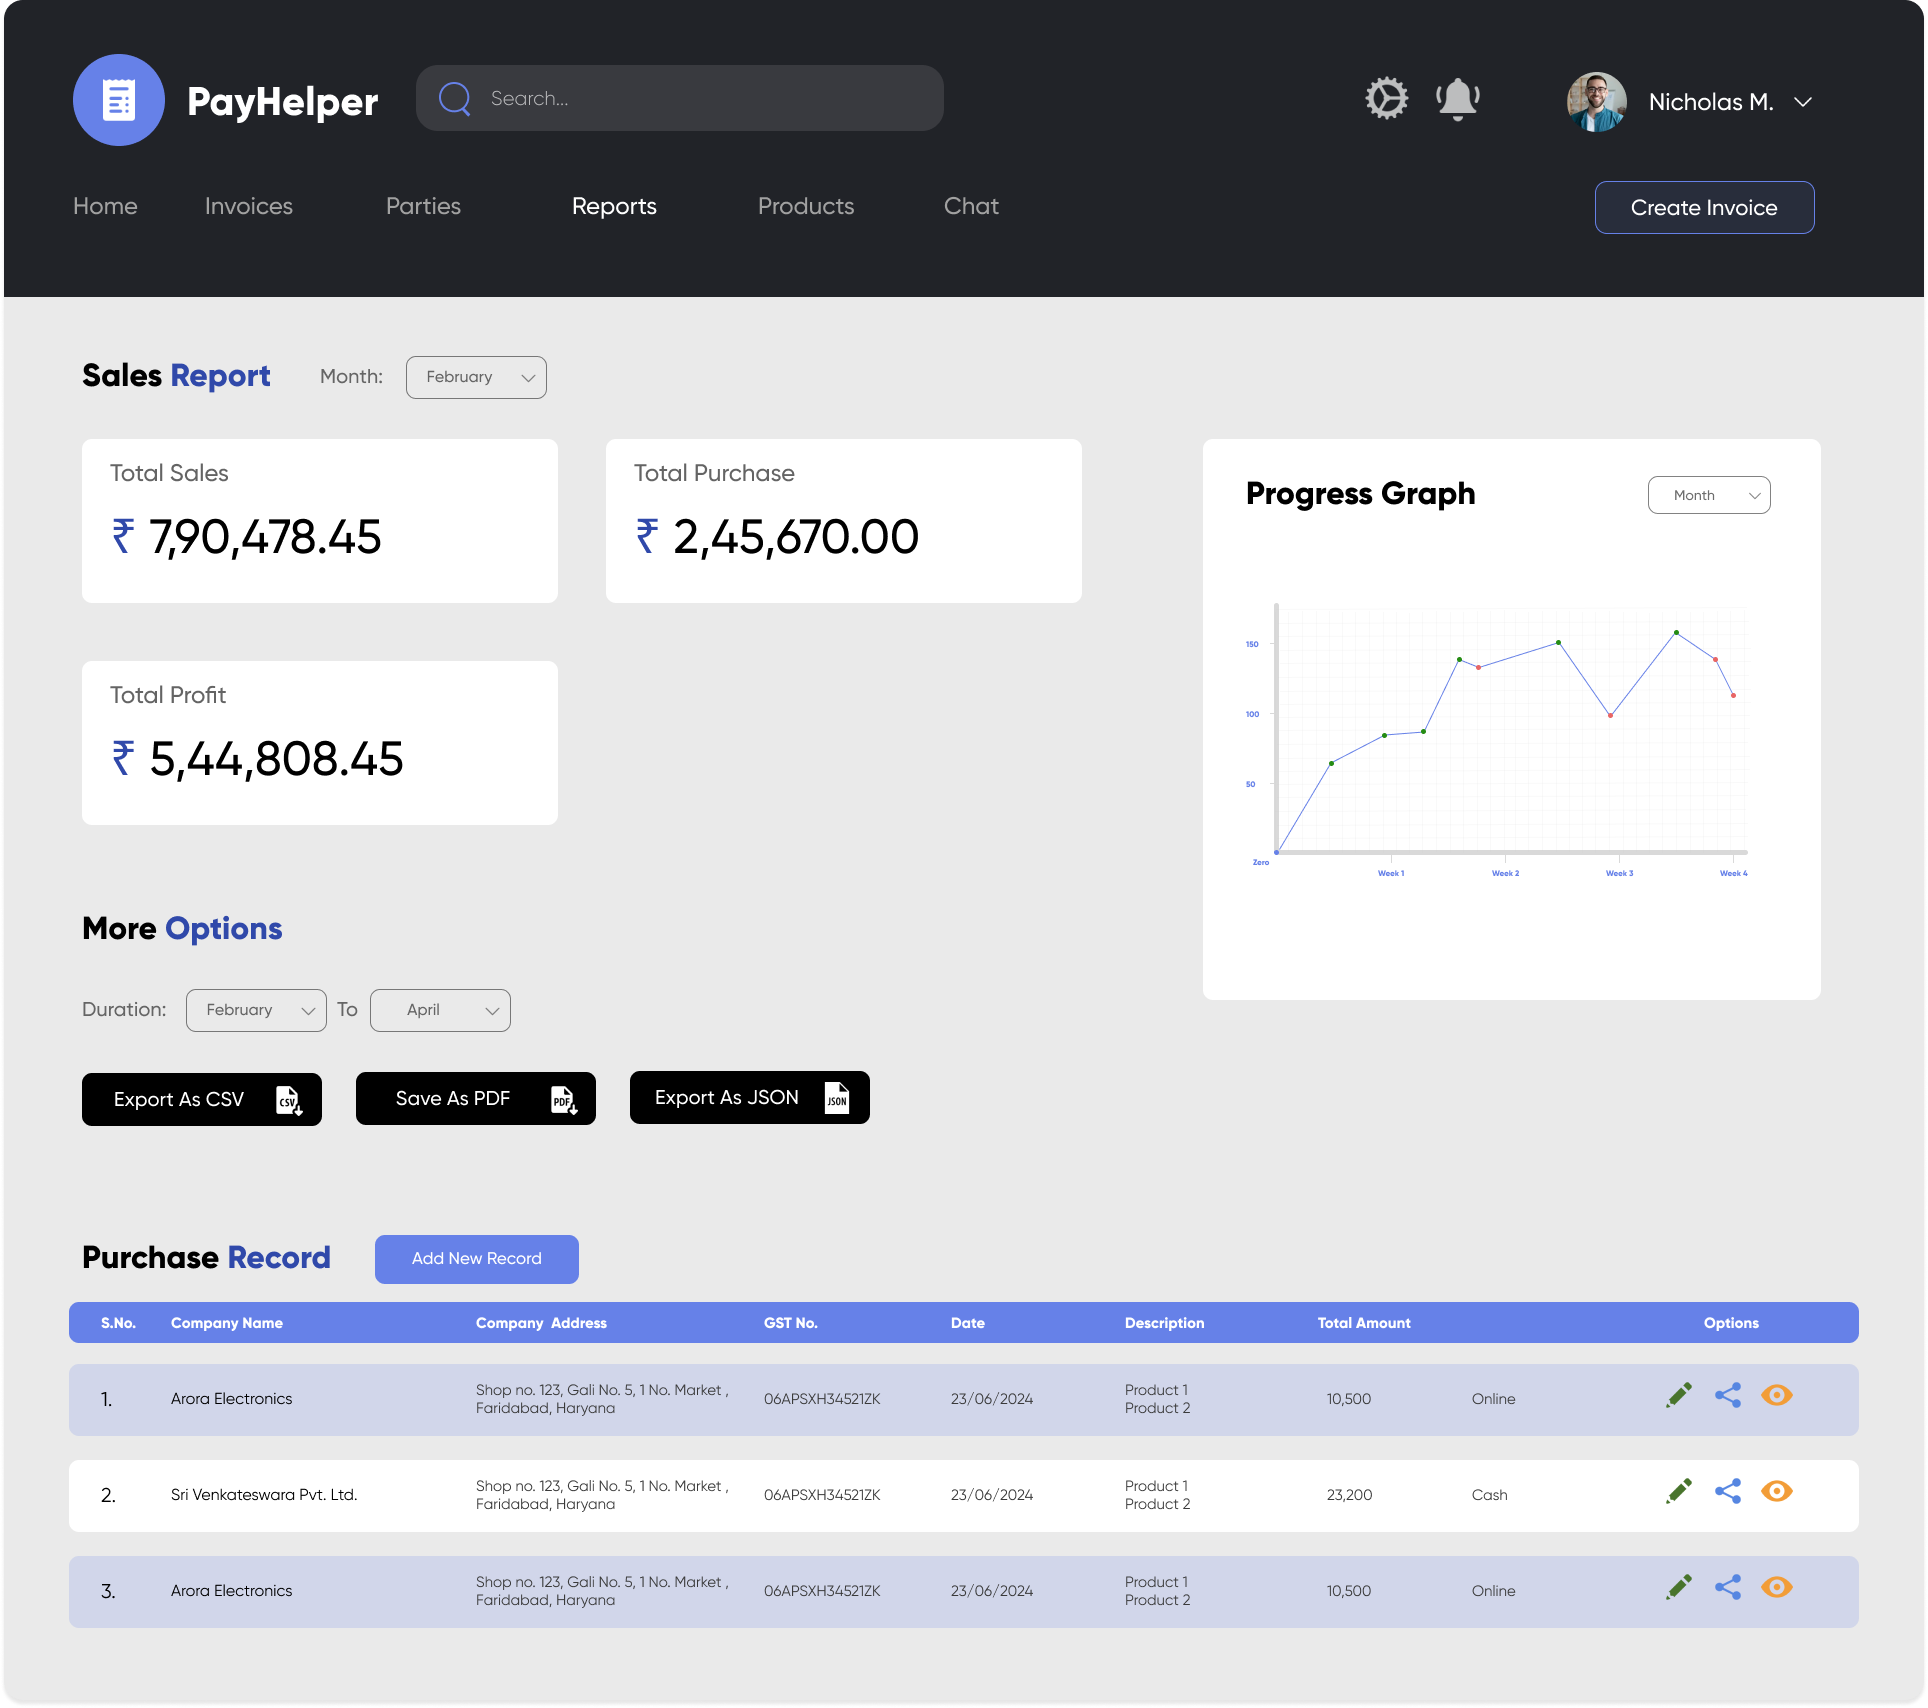 PayHelper
Search...
Nicholas M.
Home Invoices Parties Reports Products Chat
Create Invoice
Sales Report
Month: February
Total Sales
₹ 7,90,478.45
Total Purchase
₹ 2,45,670.00
Total Profit
₹ 5,44,808.45
Progress Graph
Month
150
100
50
Zero
Week 1 Week 2 Week 3 Week 4
More Options
Duration: February To April
Export As CSV CSV
Save As PDF PDF
Export As JSON JSON
Purchase Record
Add New Record
S.No. Company Name Company Address GST No. Date Description Total Amount Options
1. Arora Electronics
Shop no. 123, Gali No. 5, 1 No. Market ,
Faridabad, Haryana
06APSXH34521ZK 23/06/2024
Product 1
Product 2
10,500 Online
2. Sri Venkateswara Pvt. Ltd.
Shop no. 123, Gali No. 5, 1 No. Market ,
Faridabad, Haryana
06APSXH34521ZK 23/06/2024
Product 1
Product 2
23,200 Cash
3. Arora Electronics
Shop no. 123, Gali No. 5, 1 No. Market ,
Faridabad, Haryana
06APSXH34521ZK 23/06/2024
Product 1
Product 2
10,500 Online